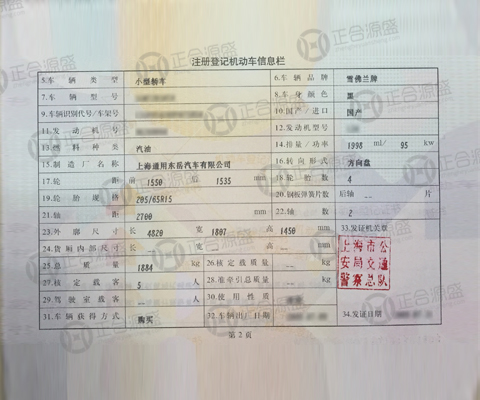 正合源盛
注册登记机动车信息栏
5.车辆类型 小型轿车 6.车辆品牌 雪佛兰牌
7.车辆型号 8.车身颜色 黑
9.车辆识别代号/车架号 10.国产/进口 国产
11.发动机号 12.发动机型号
13.燃料种类 汽油 14.排量/功率 1998 ml/ 95 kw
15.制造厂名称 上海通用东岳汽车有限公司 16.转向形式 方向盘
17.轮距 前 1550 后 1535 mm 18.轮胎数 4
19.轮胎规格 205/65R15 20.钢板弹簧片数 后轴 -- 片
21.轴距 2700 mm 22.轴数 2
23.外廓尺寸 长 4820 宽 1807 高 1450 mm 33.发证机关章
24.货厢内部尺寸 长 -- 宽 -- 高 -- mm
25.总质量 1884 kg 26.核定载质量 -- kg
27.核定载客 5 人 28.准牵引总质量 -- kg
29.驾驶室载客 -- 人 30.使用性质
31.车辆获得方式 购买 32.车辆出厂日期 34.发证日期
上海市公
安局交通
警察总队
第2页